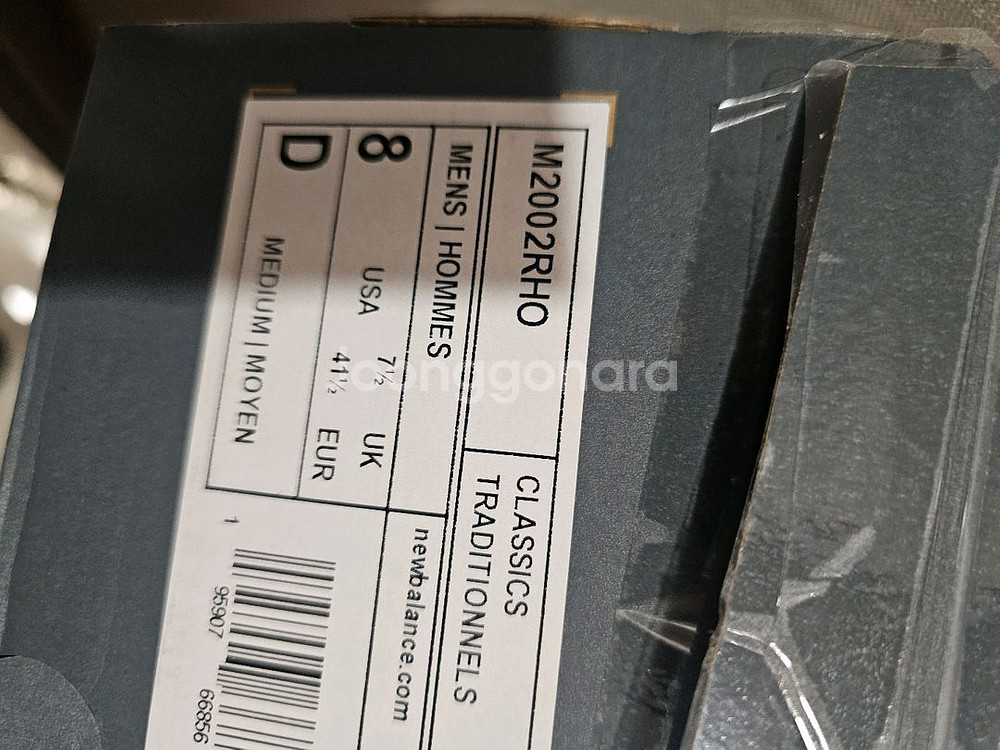 M2002RHO
CLASSICS
TRADITIONNELS
MENS | HOMMES
newbalance.com
8 USA 7½ UK
41½ EUR
D MEDIUM | MOYEN
1 95907 66856
joonggonara